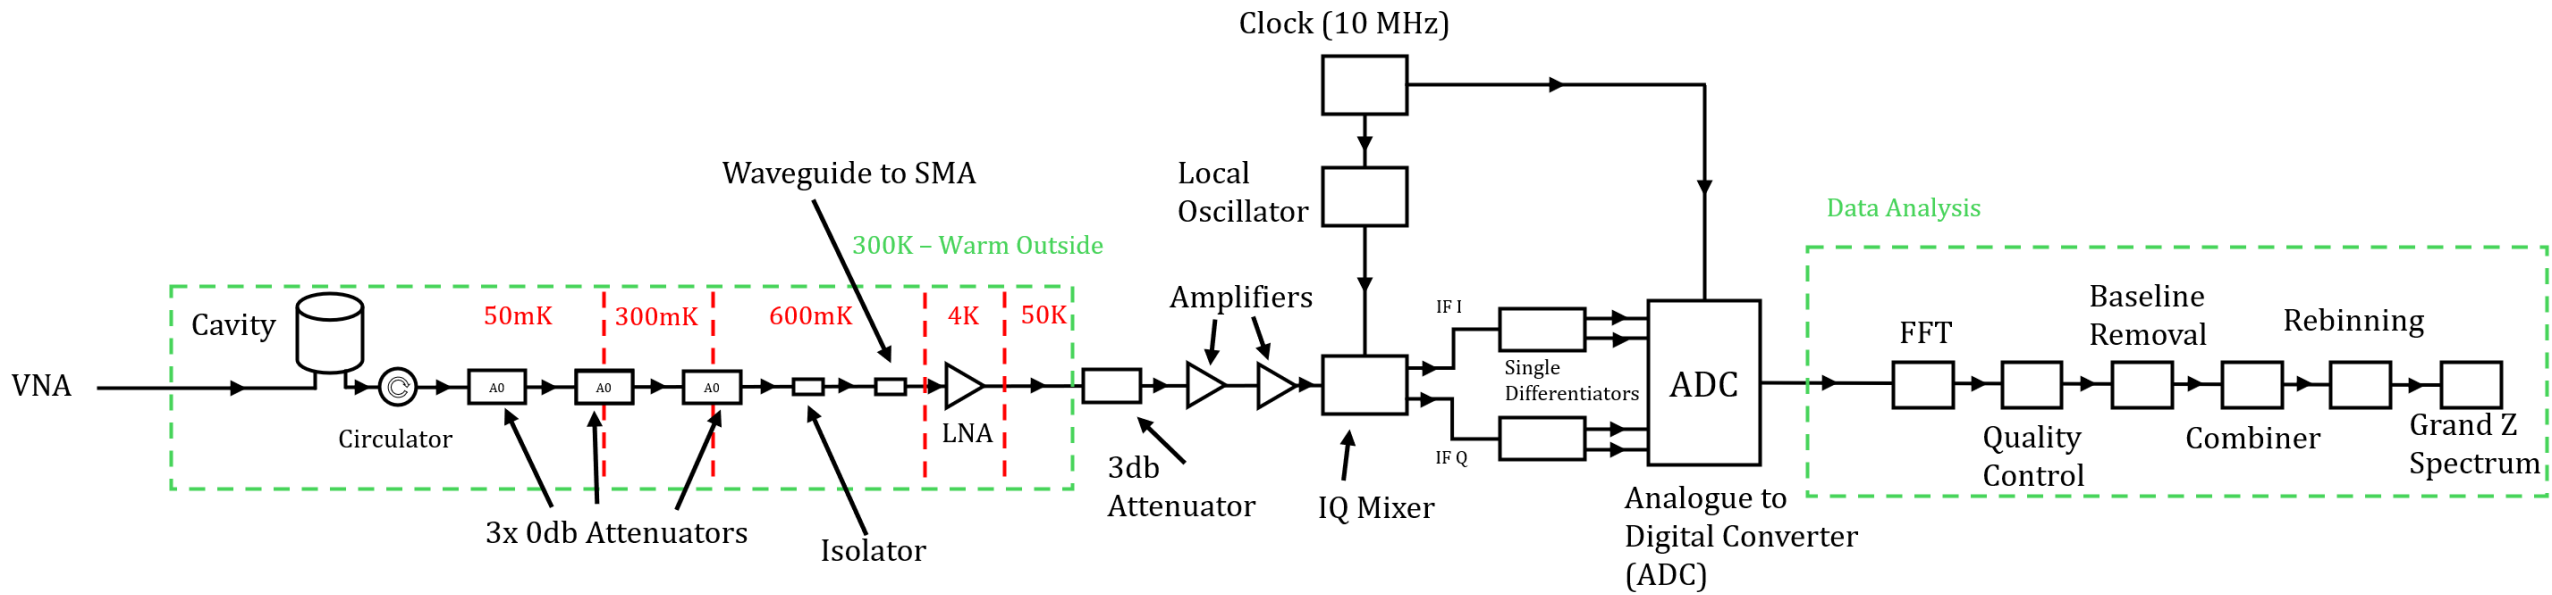 Clock (10 MHz)
Waveguide to SMA
Local
Oscillator
Data Analysis
300K – Warm Outside
Cavity
50mK
300mK
600mK
4K
50K
Amplifiers
IF I
Baseline
Removal
Rebinning
FFT
VNA
A0
A0
A0
Single
Differentiators
ADC
Circulator
LNA
IF Q
3db
Attenuator
IQ Mixer
Quality
Control
Combiner
Grand Z
Spectrum
3x 0db Attenuators
Isolator
Analogue to
Digital Converter
(ADC)